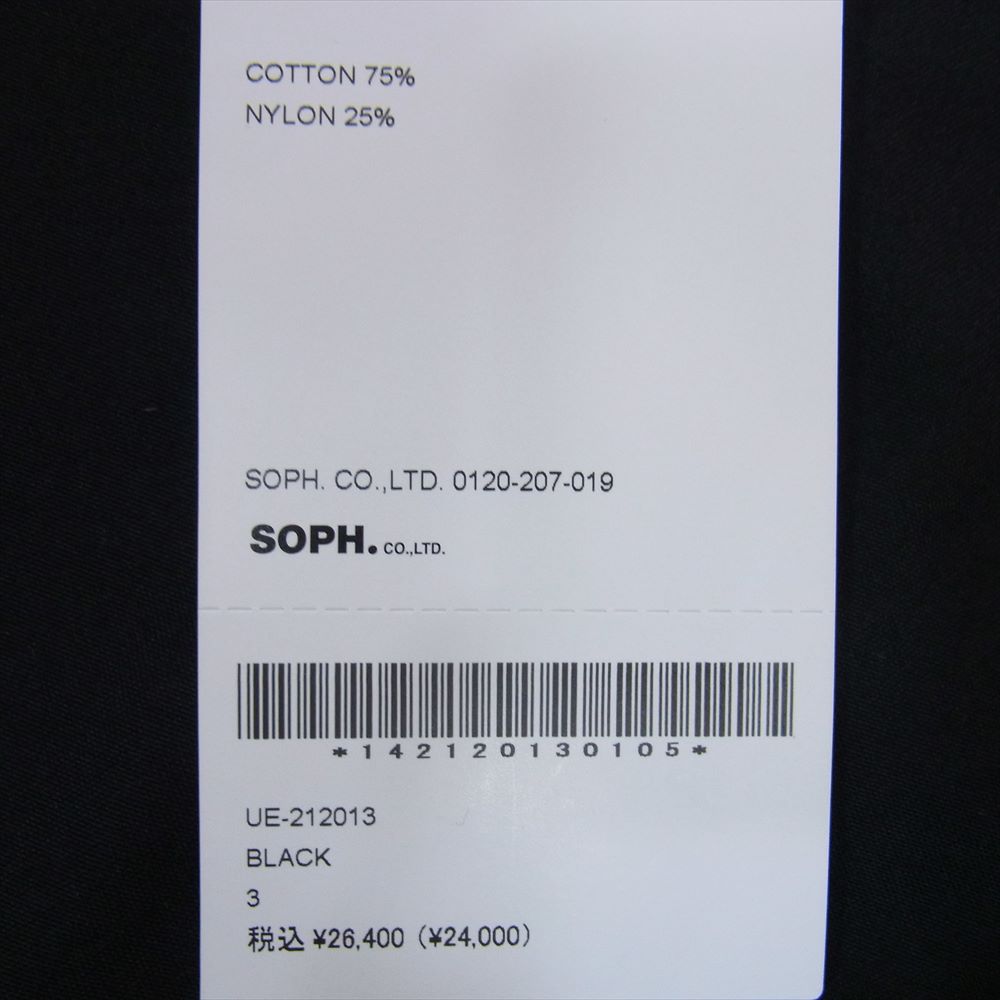 COTTON 75%
NYLON 25%
SOPH. CO.,LTD. 0120-207-019
SOPH. CO.,LTD.
*142120130105*
UE-212013
BLACK
3
税込 ¥26,400 (¥24,000)